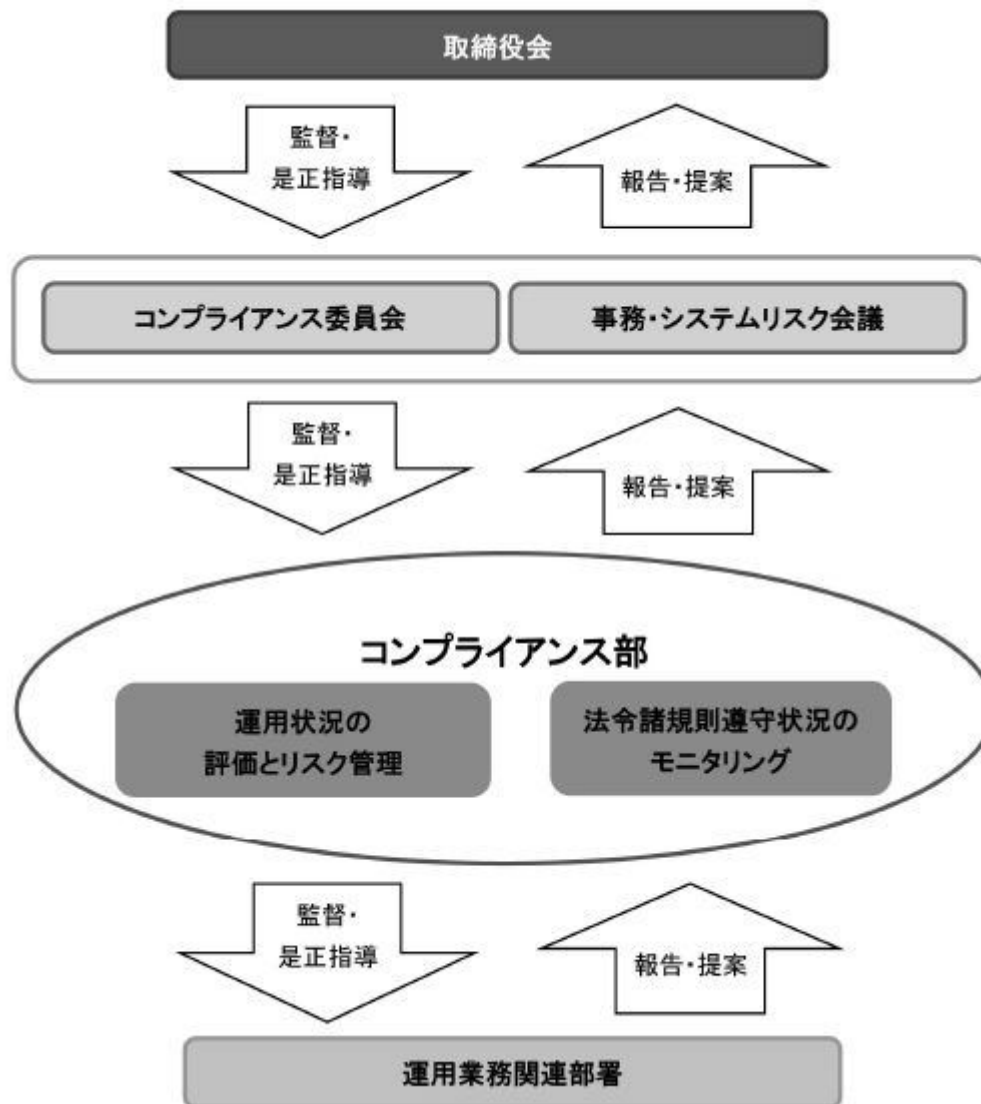 取締役会
監督・
是正指導
報告・提案
コンプライアンス委員会
事務・システムリスク会議
監督・
是正指導
報告・提案
コンプライアンス部
運用状況の
評価とリスク管理
法令諸規則遵守状況の
モニタリング
監督・
是正指導
報告・提案
運用業務関連部署